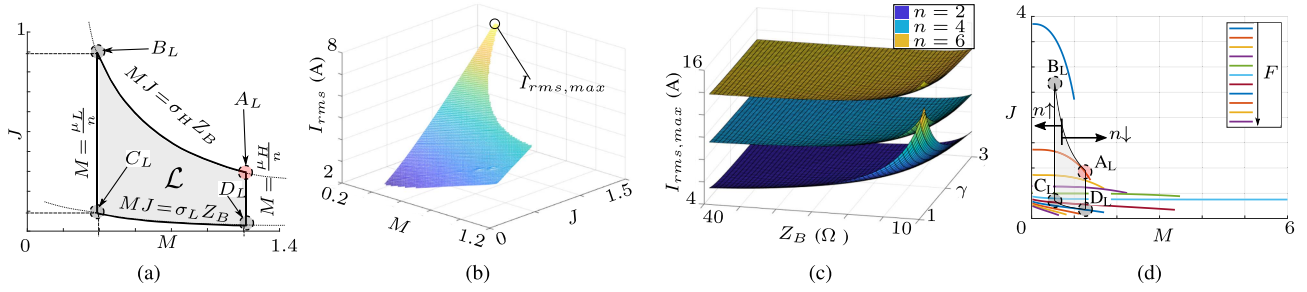 1
J
0
M
1.4
B_L
MJ = σ_H Z_B
A_L
M = μ_L/n
M = μ_H/n
C_L
𝓛
D_L
MJ = σ_L Z_B
(a)
8
I_rms (A)
2
0.2
M
1.2
0
J
1.5
I_rms,max
(b)
n = 2
n = 4
n = 6
16
I_rms,max (A)
4
40
Z_B (Ω)
10
1
γ
3
(c)
4
J
0
M
6
B_L
n↑
n↓
A_L
C_L
D_L
F
(d)